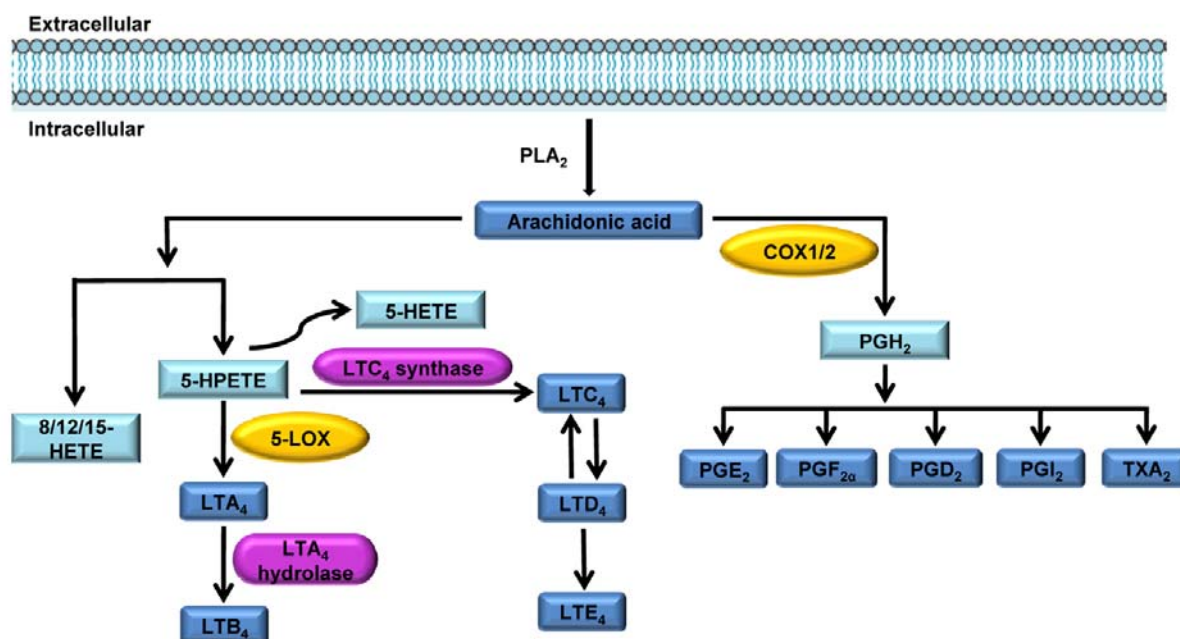 Extracellular
Intracellular
PLA₂
Arachidonic acid
COX1/2
5-HETE
PGH₂
5-HPETE
LTC₄ synthase
LTC₄
8/12/15-
HETE
5-LOX
PGE₂
PGF₂α
PGD₂
PGI₂
TXA₂
LTA₄
LTD₄
LTA₄
hydrolase
LTB₄
LTE₄